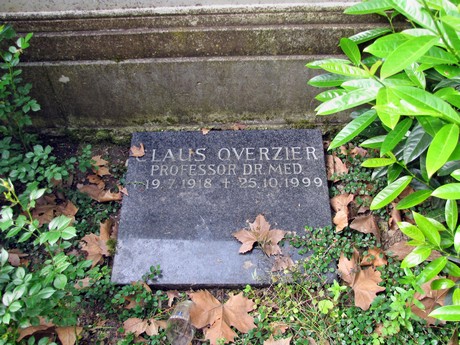 LAUS OVERZIER
PROFESSOR DR. MED.
19.7.1918 ✝ 25.10.1999